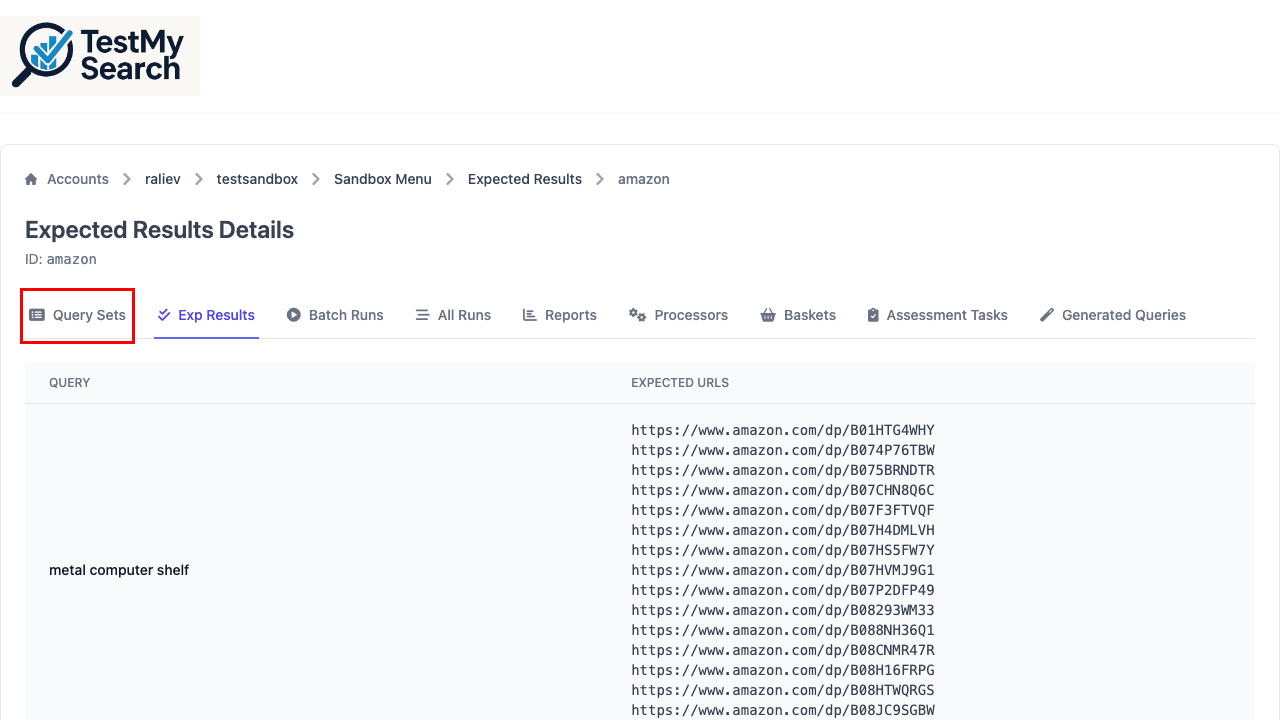 TestMy
Search
Accounts raliev testsandbox Sandbox Menu Expected Results amazon
Expected Results Details
ID: amazon
Query Sets Exp Results Batch Runs All Runs Reports Processors Baskets Assessment Tasks Generated Queries
QUERY EXPECTED URLS
https://www.amazon.com/dp/B01HTG4WHY
https://www.amazon.com/dp/B074P76TBW
https://www.amazon.com/dp/B075BRNDTR
https://www.amazon.com/dp/B07CHN8Q6C
https://www.amazon.com/dp/B07F3FTVQF
https://www.amazon.com/dp/B07H4DMLVH
https://www.amazon.com/dp/B07HS5FW7Y
metal computer shelf https://www.amazon.com/dp/B07HVMJ9G1
https://www.amazon.com/dp/B07P2DFP49
https://www.amazon.com/dp/B08293WM33
https://www.amazon.com/dp/B088NH36Q1
https://www.amazon.com/dp/B08CNMR47R
https://www.amazon.com/dp/B08H16FRPG
https://www.amazon.com/dp/B08HTWQRGS
https://www.amazon.com/dp/B08JC9SGBW